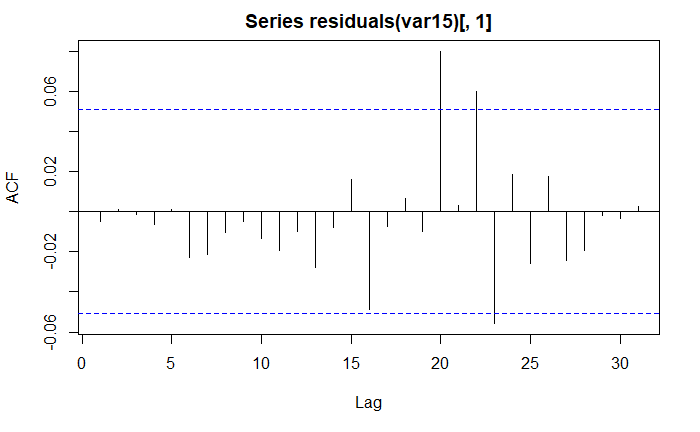 Series residuals(var15)[, 1]
ACF
0.06
0.02
-0.02
-0.06
0 5 10 15 20 25 30
Lag